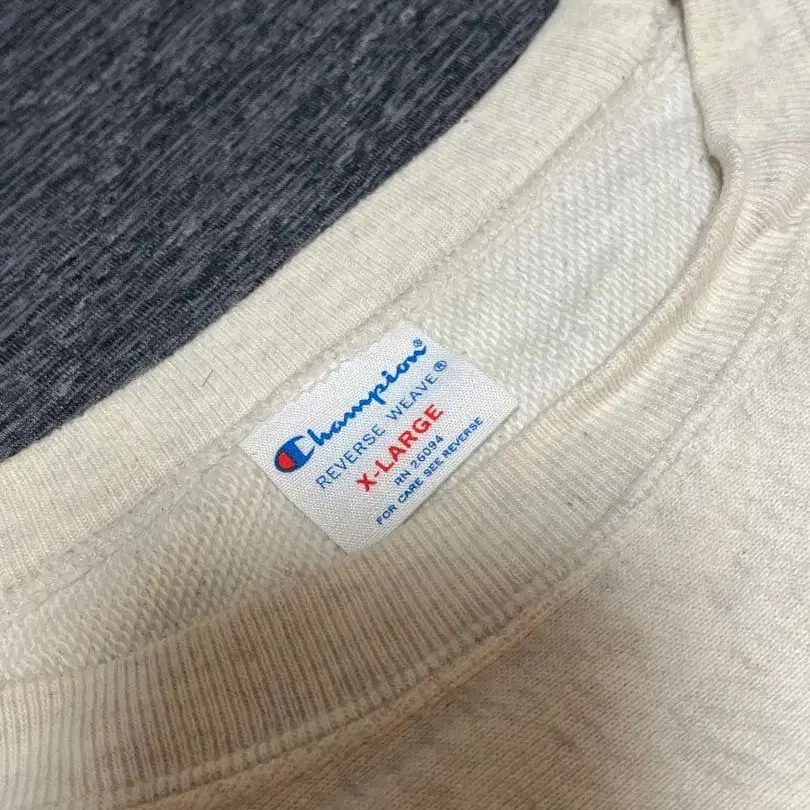 Champion®
REVERSE WEAVE®
X-LARGE
RN 26094
FOR CARE SEE REVERSE